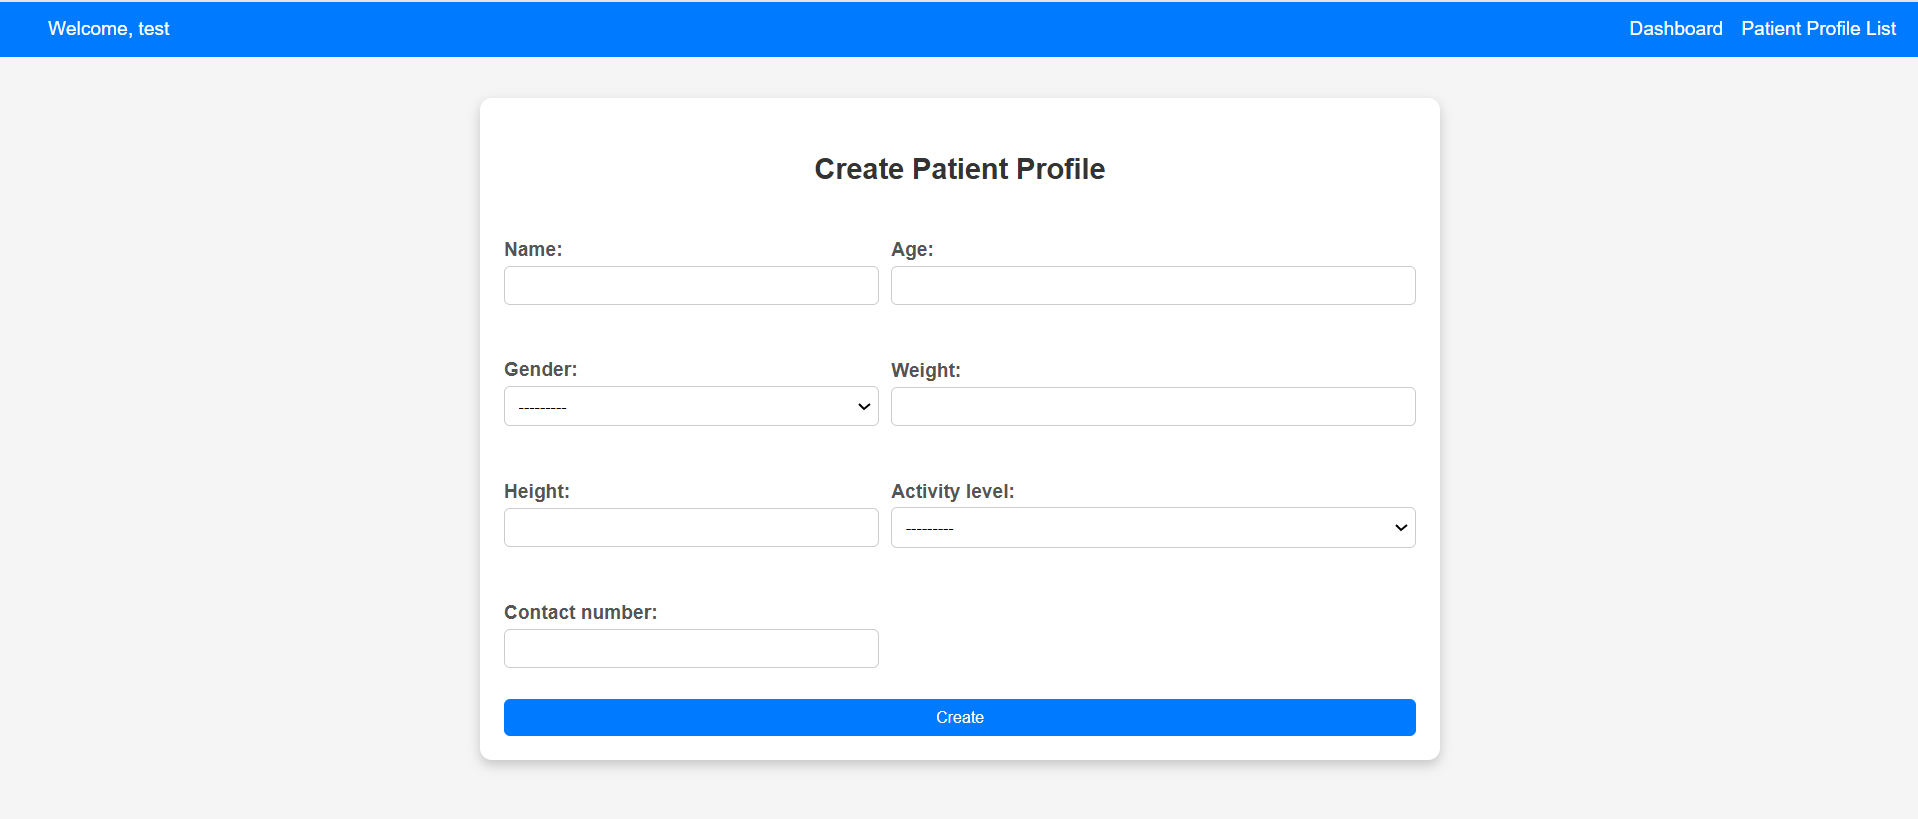 Welcome, test
Dashboard Patient Profile List
Create Patient Profile
Name: Age:
Gender: Weight:
---------
Height: Activity level:
---------
Contact number:
Create